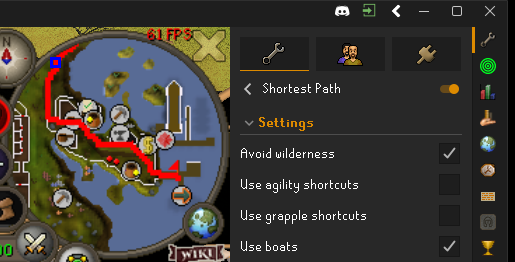 61 FPS
Shortest Path
Settings
Avoid wilderness
Use agility shortcuts
Use grapple shortcuts
Use boats
WIKI